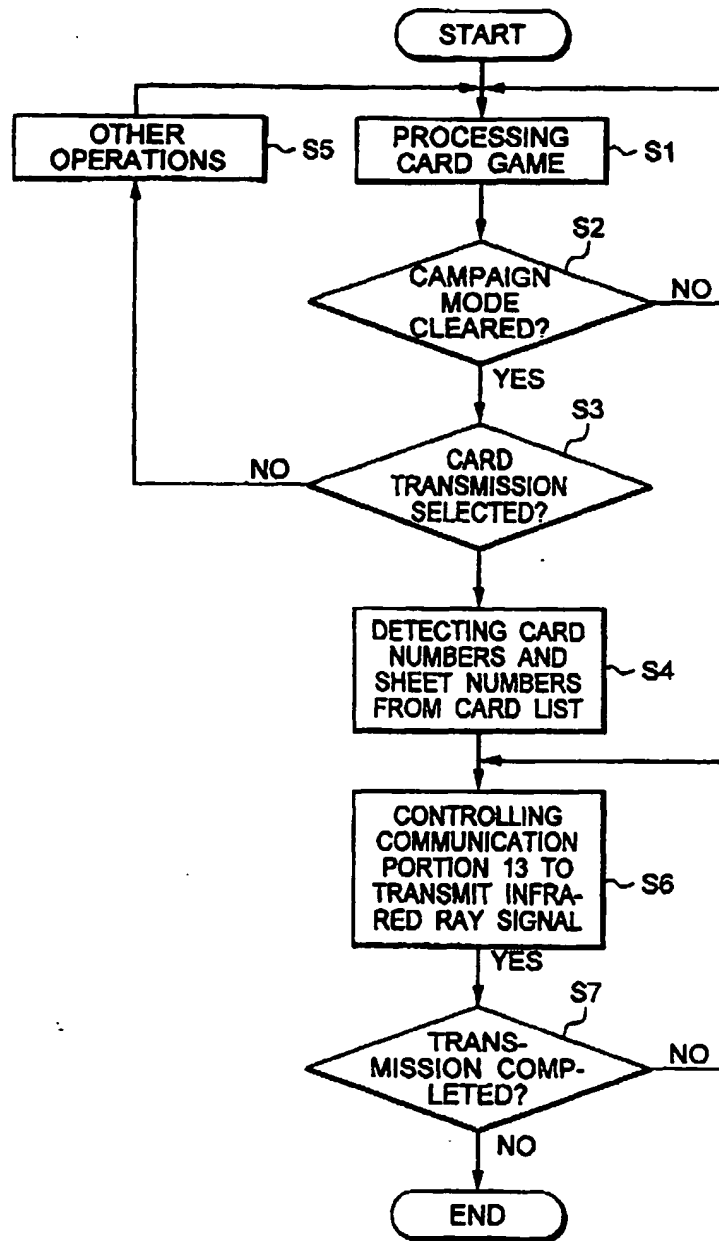 START
OTHER
OPERATIONS
S5
PROCESSING
CARD GAME
S1
S2
CAMPAIGN
MODE
CLEARED?
NO
YES
S3
NO
CARD
TRANSMISSION
SELECTED?
DETECTING CARD
NUMBERS AND
SHEET NUMBERS
FROM CARD LIST
S4
CONTROLLING
COMMUNICATION
PORTION 13 TO
TRANSMIT INFRA-
RED RAY SIGNAL
S6
YES
S7
TRANS-
MISSION COMP-
LETED?
NO
NO
END